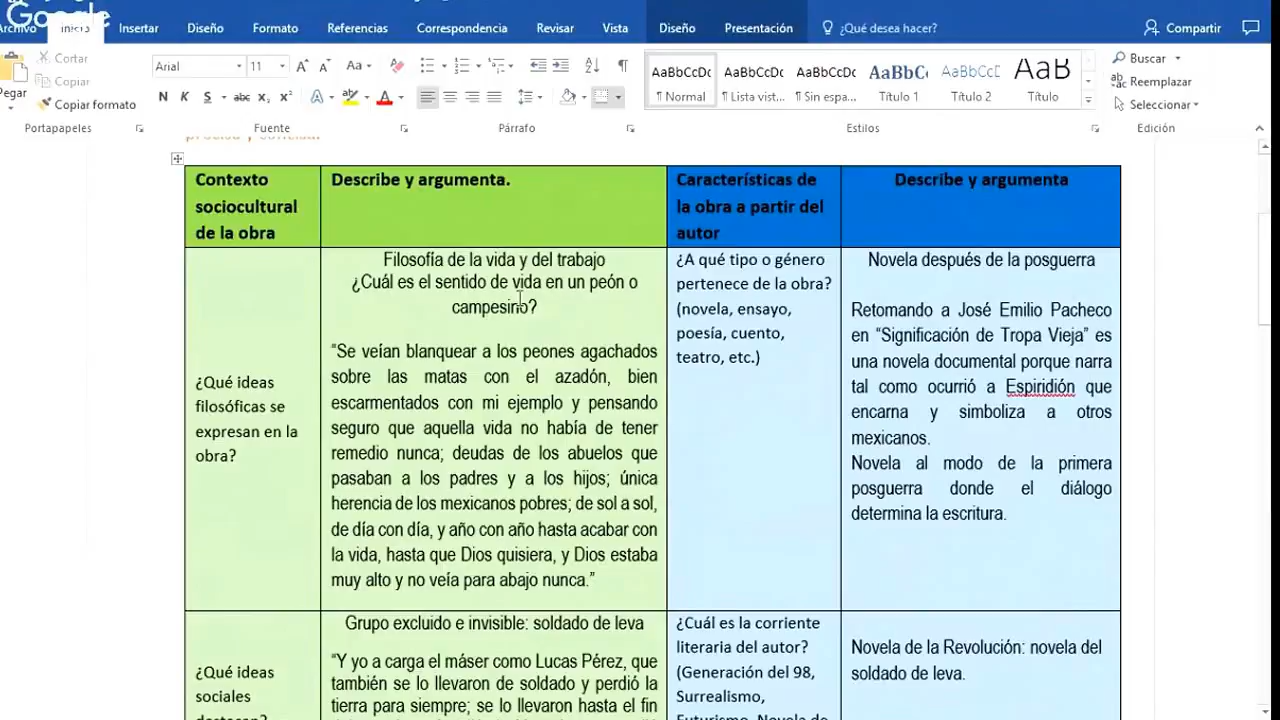 Google
Archivo Inicio Insertar Diseño Formato Referencias Correspondencia Revisar Vista Diseño Presentación ¿Qué desea hacer? Compartir
Pegar
Cortar
Copiar
Copiar formato
Arial 11 Aa
N K S abc x₂ x² A A
AaBbCcDc AaBbCcDc AaBbCcDc AaBbC AaBbCcD AaB
¶ Normal ¶ Lista vist... ¶ Sin espa... Título 1 Título 2 Título
Buscar
Reemplazar
Seleccionar
Portapapeles Fuente Párrafo Estilos Edición
Contexto
sociocultural
de la obra
Describe y argumenta.
Características de
la obra a partir del
autor
Describe y argumenta
¿Qué ideas
filosóficas se
expresan en la
obra?
Filosofía de la vida y del trabajo
¿Cuál es el sentido de vida en un peón o
campesino?
“Se veían blanquear a los peones agachados
sobre las matas con el azadón, bien
escarmentados con mi ejemplo y pensando
seguro que aquella vida no había de tener
remedio nunca; deudas de los abuelos que
pasaban a los padres y a los hijos; única
herencia de los mexicanos pobres; de sol a sol,
de día con día, y año con año hasta acabar con
la vida, hasta que Dios quisiera, y Dios estaba
muy alto y no veía para abajo nunca.”
¿A qué tipo o género
pertenece de la obra?
(novela, ensayo,
poesía, cuento,
teatro, etc.)
Novela después de la posguerra
Retomando a José Emilio Pacheco
en “Significación de Tropa Vieja” es
una novela documental porque narra
tal como ocurrió a Espiridión que
encarna y simboliza a otros
mexicanos.
Novela al modo de la primera
posguerra donde el diálogo
determina la escritura.
¿Qué ideas
sociales
destacan?
Grupo excluido e invisible: soldado de leva
“Y yo a carga el máser como Lucas Pérez, que
también se lo llevaron de soldado y perdió la
tierra para siempre; se lo llevaron hasta el fin
¿Cuál es la corriente
literaria del autor?
(Generación del 98,
Surrealismo,
Futurismo, Novela de
Novela de la Revolución: novela del
soldado de leva.